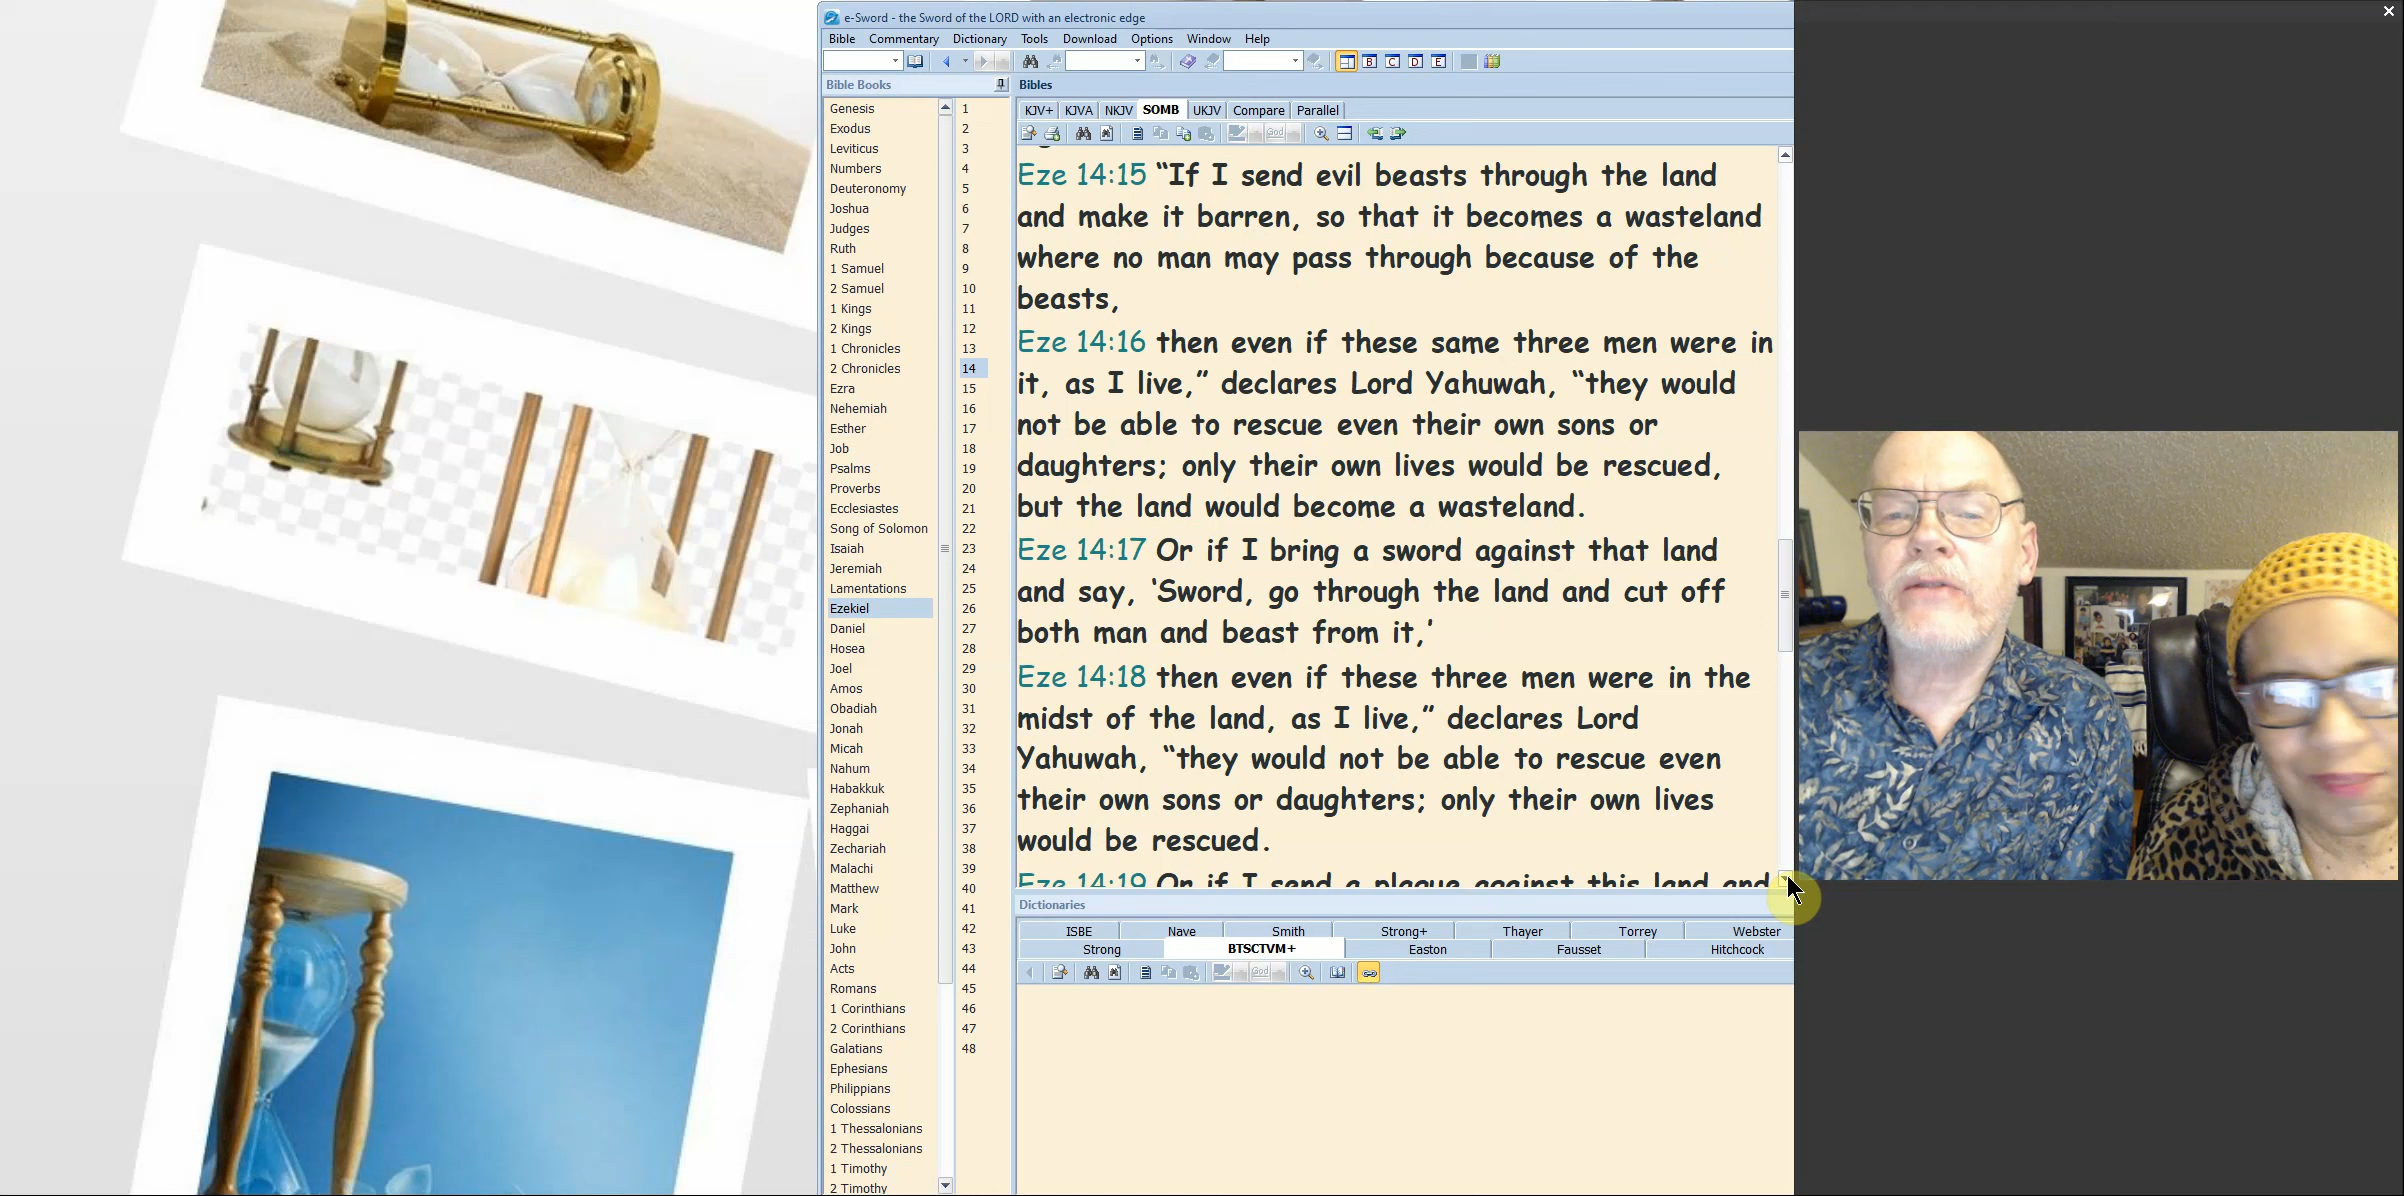 e-Sword - the Sword of the LORD with an electronic edge
Bible Commentary Dictionary Tools Download Options Window Help
B C D E
Bible Books
Genesis
Exodus
Leviticus
Numbers
Deuteronomy
Joshua
Judges
Ruth
1 Samuel
2 Samuel
1 Kings
2 Kings
1 Chronicles
2 Chronicles
Ezra
Nehemiah
Esther
Job
Psalms
Proverbs
Ecclesiastes
Song of Solomon
Isaiah
Jeremiah
Lamentations
Ezekiel
Daniel
Hosea
Joel
Amos
Obadiah
Jonah
Micah
Nahum
Habakkuk
Zephaniah
Haggai
Zechariah
Malachi
Matthew
Mark
Luke
John
Acts
Romans
1 Corinthians
2 Corinthians
Galatians
Ephesians
Philippians
Colossians
1 Thessalonians
2 Thessalonians
1 Timothy
2 Timothy
1
2
3
4
5
6
7
8
9
10
11
12
13
14
15
16
17
18
19
20
21
22
23
24
25
26
27
28
29
30
31
32
33
34
35
36
37
38
39
40
41
42
43
44
45
46
47
48
Bibles
KJV+ KJVA NKJV SOMB UKJV Compare Parallel
God
Eze 14:15 “If I send evil beasts through the land
and make it barren, so that it becomes a wasteland
where no man may pass through because of the
beasts,
Eze 14:16 then even if these same three men were in
it, as I live,” declares Lord Yahuwah, “they would
not be able to rescue even their own sons or
daughters; only their own lives would be rescued,
but the land would become a wasteland.
Eze 14:17 Or if I bring a sword against that land
and say, ‘Sword, go through the land and cut off
both man and beast from it,’
Eze 14:18 then even if these three men were in the
midst of the land, as I live,” declares Lord
Yahuwah, “they would not be able to rescue even
their own sons or daughters; only their own lives
would be rescued.
Eze 14:19 Or if I send a plague against this land and
Dictionaries
ISBE Nave Smith Strong+ Thayer Torrey Webster
Strong BTSCTVM+ Easton Fausset Hitchcock
God